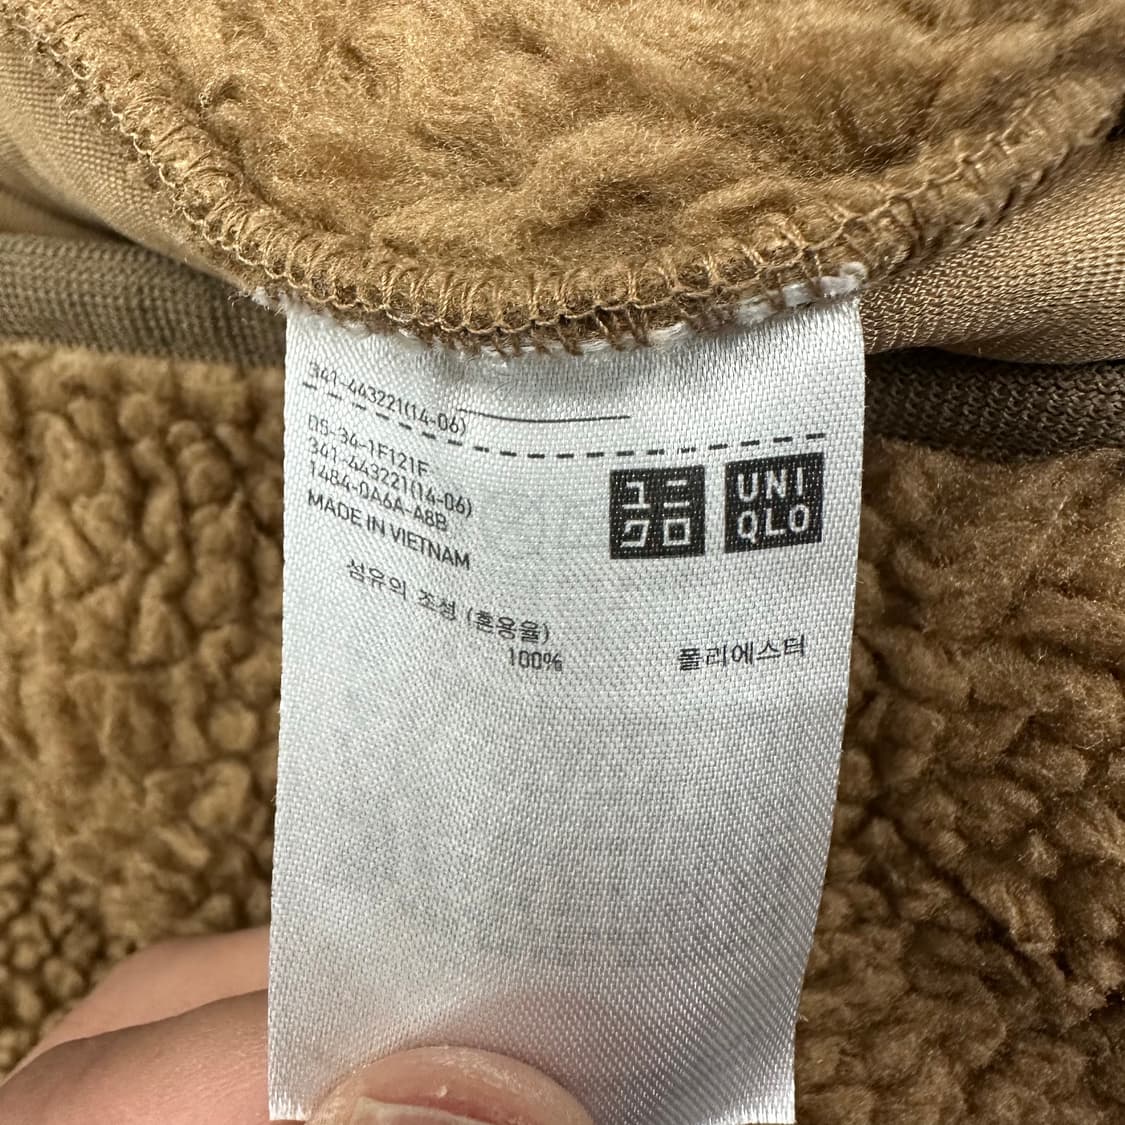 341-443221(14-06)
05-34-1F121F
341-443221(14-06)
1484-0A6A-A8B
MADE IN VIETNAM
ユニ
クロ
UNI
QLO
섬유의 조성 (혼용율)
100% 폴리에스터